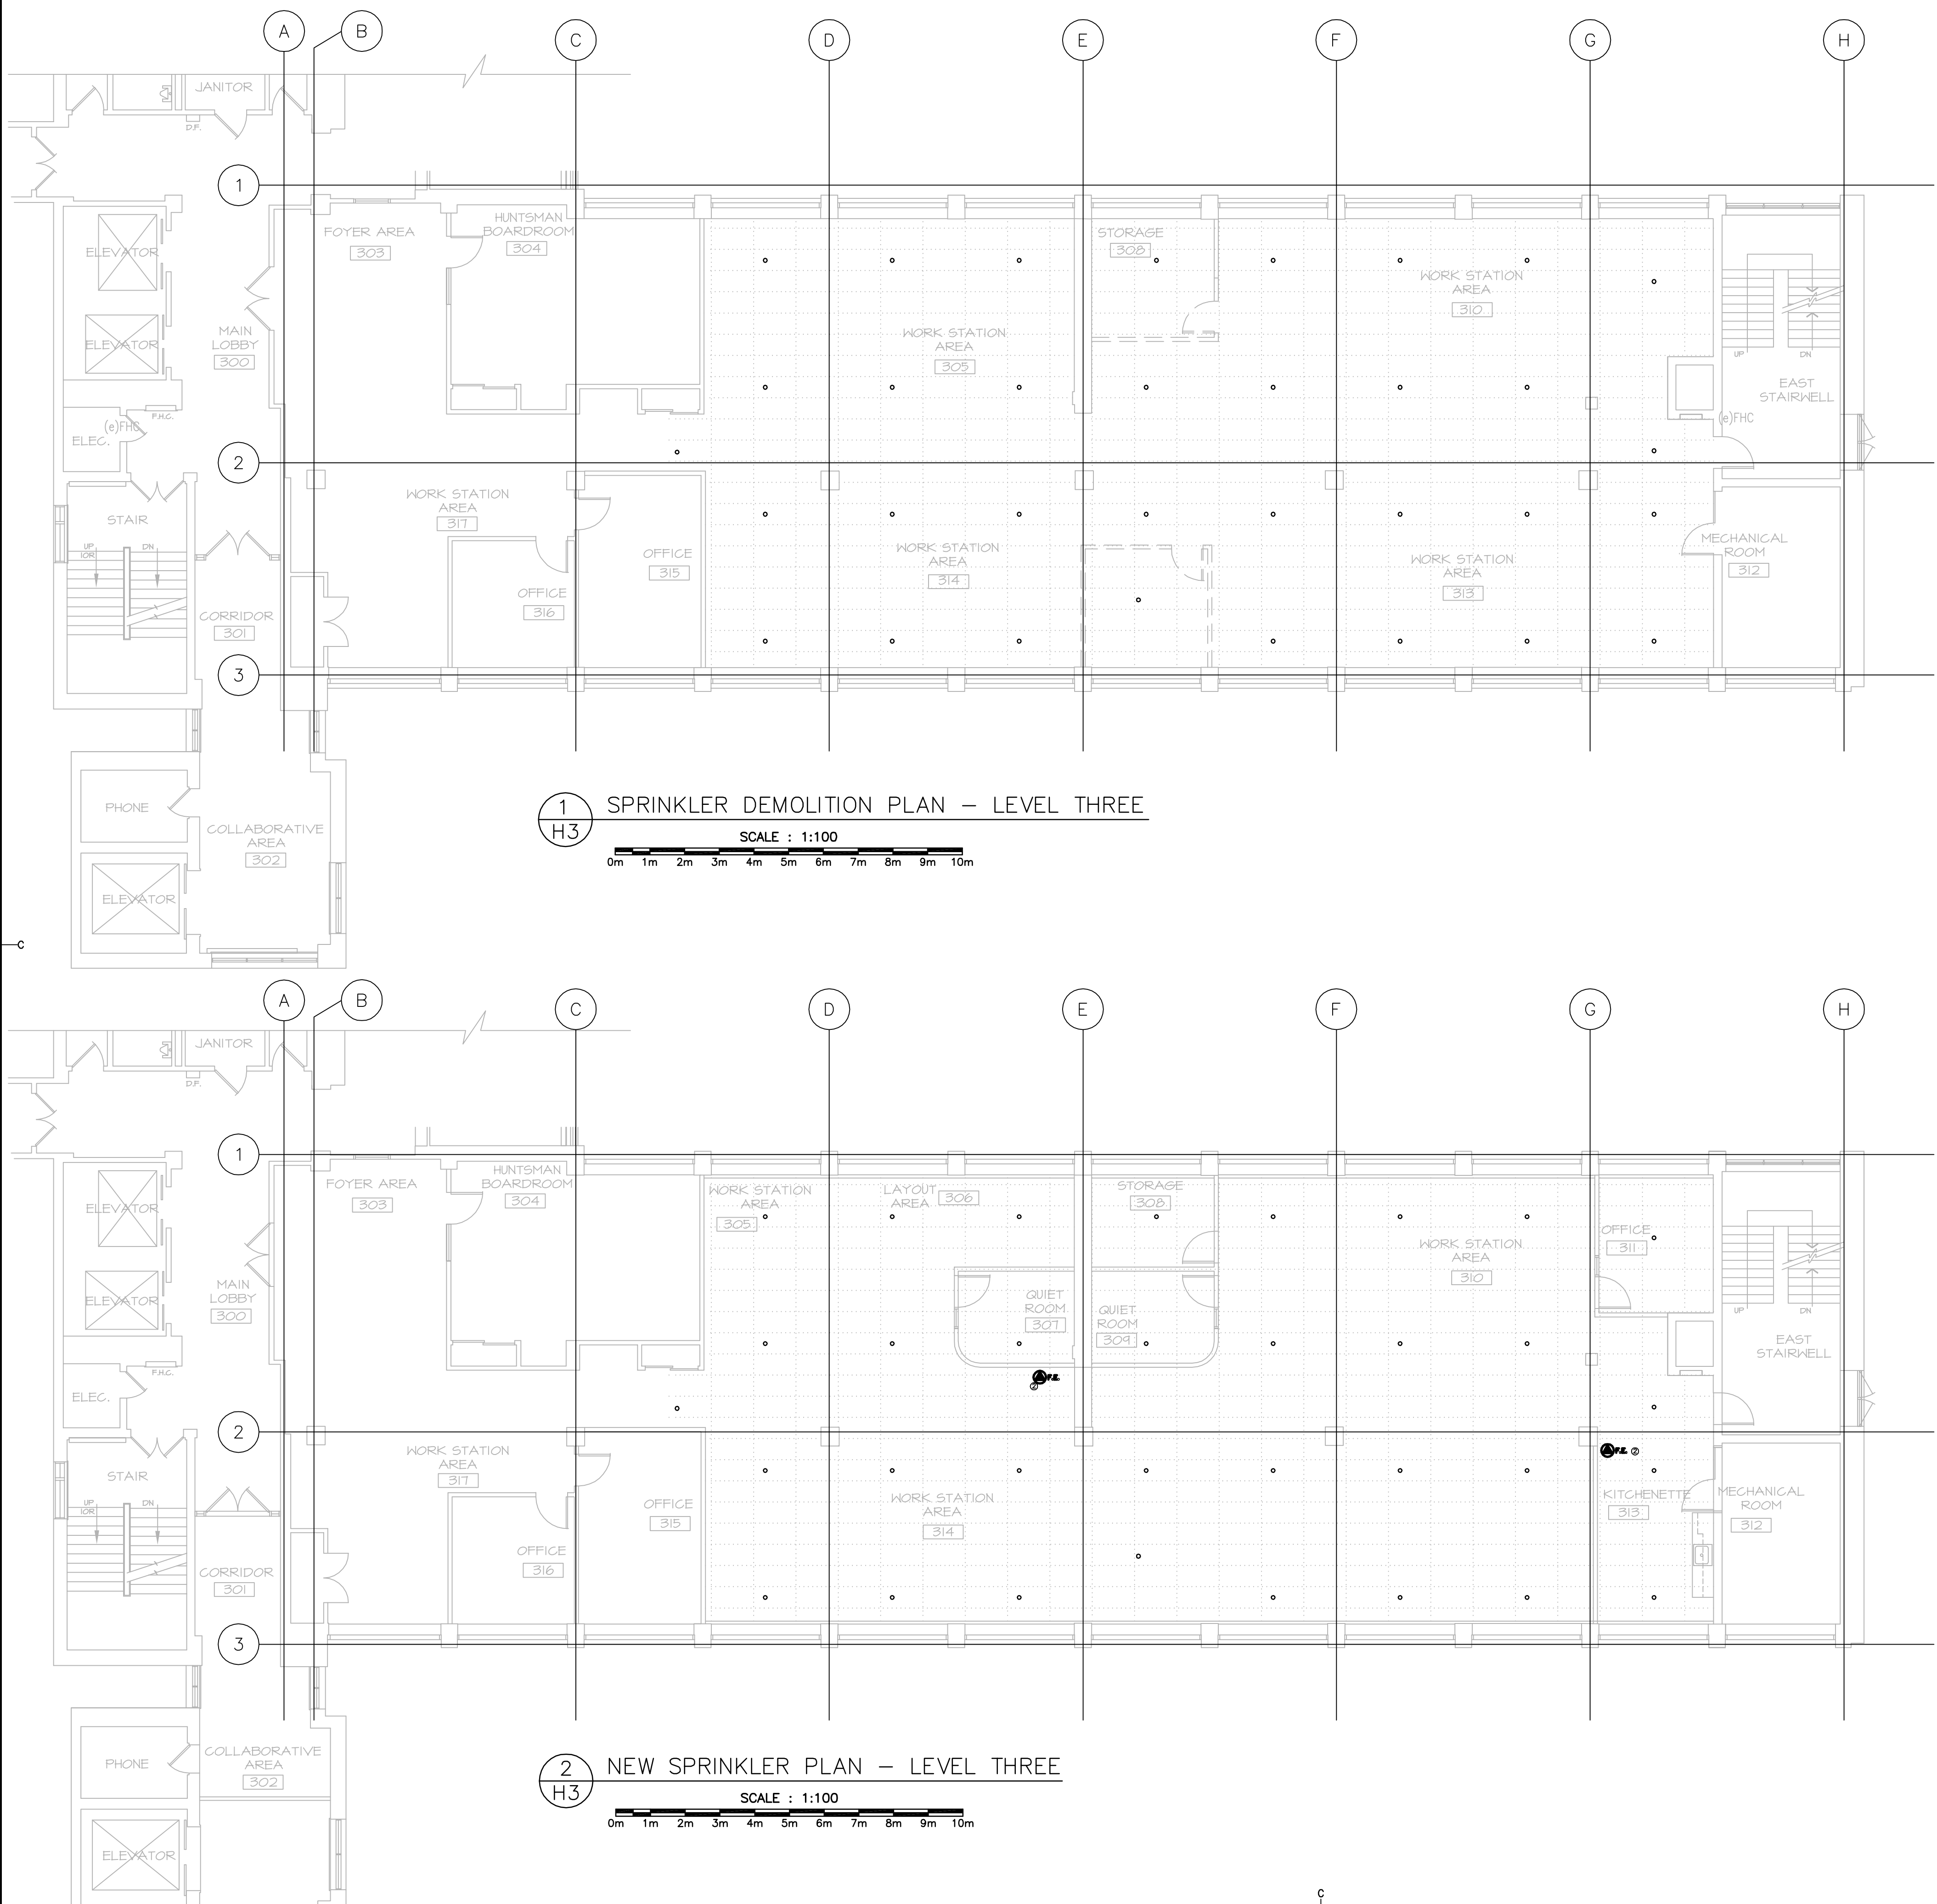 A B C D E F G H
JANITOR
D.F.
1
FOYER AREA
303
HUNTSMAN
BOARDROOM
304
STORAGE
308
ELEVATOR
WORK STATION
AREA
310
MAIN
LOBBY
300
ELEVATOR
WORK STATION
AREA
305
UP DN
EAST
STAIRWELL
F.H.C.
(e)FHC
ELEC.
(e)FHC
2
WORK STATION
AREA
317
STAIR
UP
IOR
DN
OFFICE
315
WORK STATION
AREA
314
WORK STATION
AREA
313
MECHANICAL
ROOM
312
OFFICE
316
CORRIDOR
301
3
PHONE
COLLABORATIVE
AREA
302
ELEVATOR
1
H3
SPRINKLER DEMOLITION PLAN – LEVEL THREE
SCALE : 1:100
0m 1m 2m 3m 4m 5m 6m 7m 8m 9m 10m
C
A B C D E F G H
JANITOR
D.F.
1
FOYER AREA
303
HUNTSMAN
BOARDROOM
304
WORK STATION
AREA
305
LAYOUT
AREA
306
STORAGE
308
ELEVATOR
WORK STATION
AREA
310
OFFICE
311
MAIN
LOBBY
300
ELEVATOR
QUIET
ROOM
307
QUIET
ROOM
309
UP DN
EAST
STAIRWELL
F.H.C.
F.E.
2
ELEC.
2
WORK STATION
AREA
317
F.E. 2
STAIR
UP
IOR
DN
OFFICE
315
WORK STATION
AREA
314
KITCHENETTE
313
MECHANICAL
ROOM
312
OFFICE
316
CORRIDOR
301
3
PHONE
COLLABORATIVE
AREA
302
ELEVATOR
2
H3
NEW SPRINKLER PLAN – LEVEL THREE
SCALE : 1:100
0m 1m 2m 3m 4m 5m 6m 7m 8m 9m 10m
C